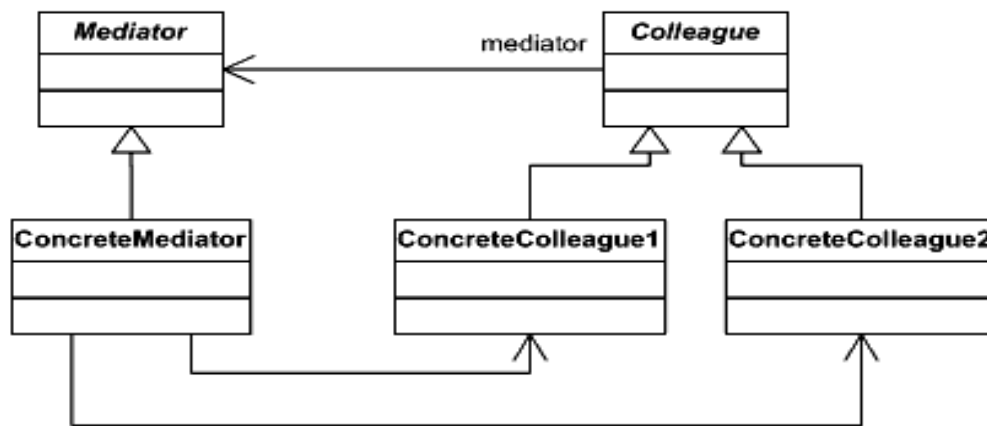 Mediator
mediator
Colleague
ConcreteMediator
ConcreteColleague1
ConcreteColleague2